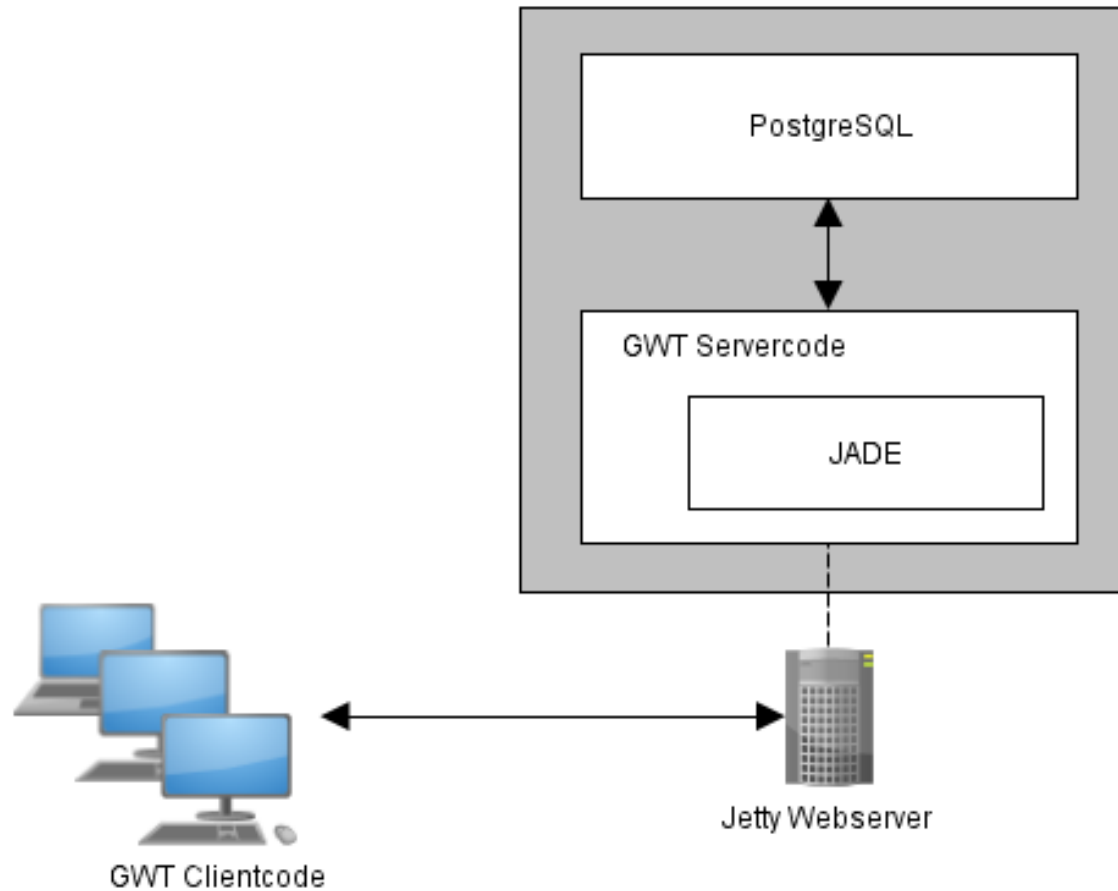 PostgreSQL
GWT Servercode
JADE
Jetty Webserver
GWT Clientcode